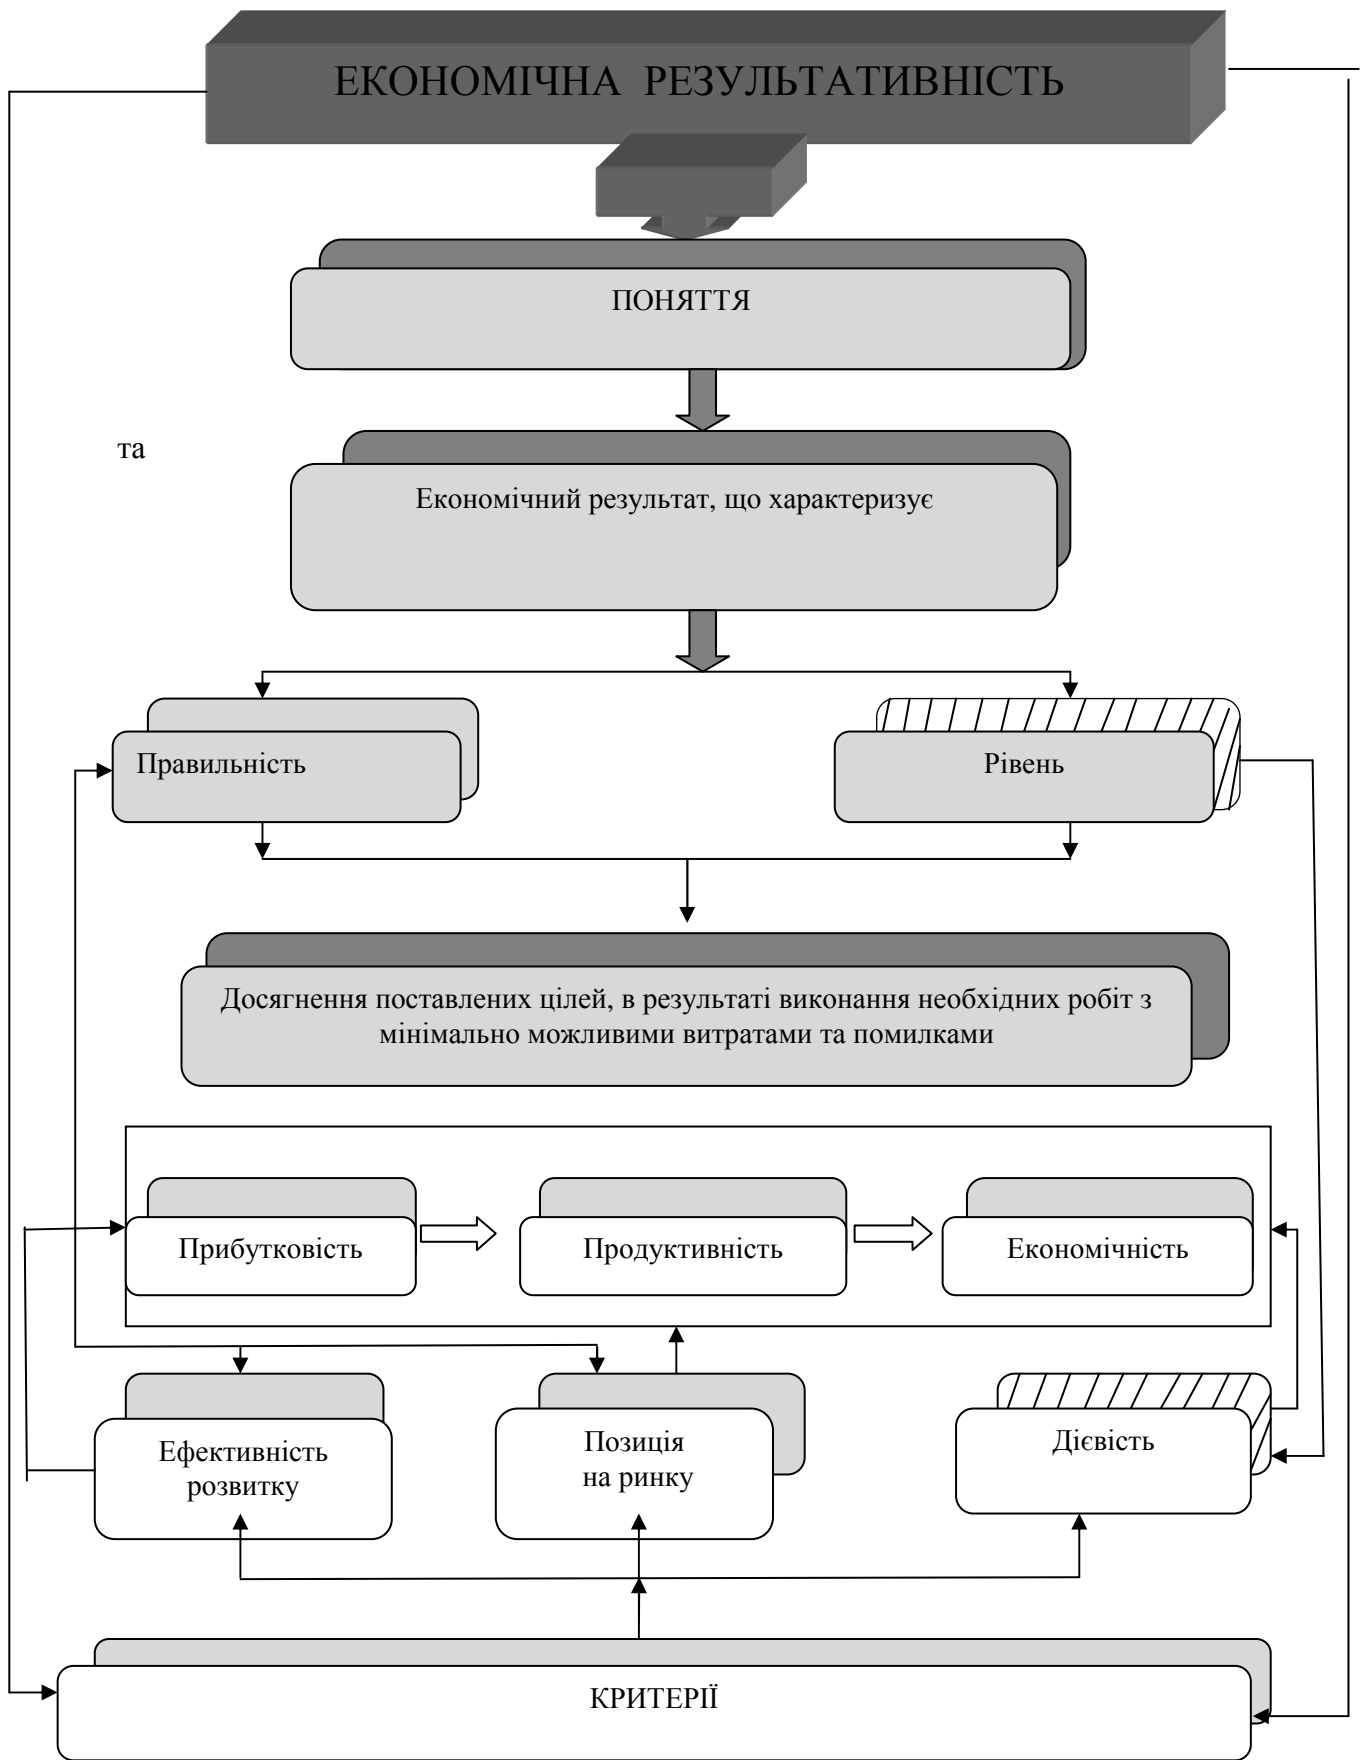 ЕКОНОМІЧНА РЕЗУЛЬТАТИВНІСТЬ
ПОНЯТТЯ
та
Економічний результат, що характеризує
Правильність
Рівень
Досягнення поставлених цілей, в результаті виконання необхідних робіт з
мінімально можливими витратами та помилками
Прибутковість
Продуктивність
Економічність
Ефективність
розвитку
Позиція
на ринку
Дієвість
КРИТЕРІЇ